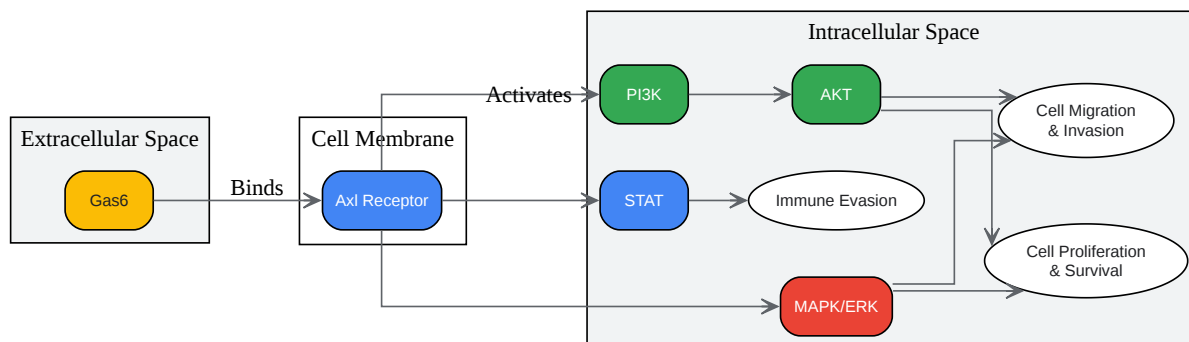 Intracellular Space
Activates
PI3K
AKT
Cell Migration
& Invasion
Extracellular Space
Cell Membrane
Binds
Gas6
Axl Receptor
STAT
Immune Evasion
Cell Proliferation
& Survival
MAPK/ERK